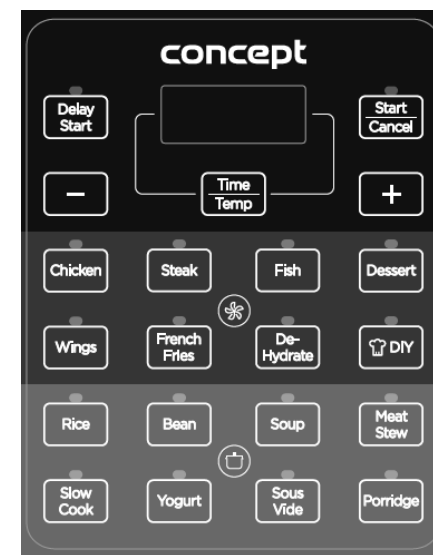 concept
Delay
Start
Start
Cancel
−
Time
Temp
+
Chicken
Steak
Fish
Dessert
Wings
French
Fries
De-
Hydrate
DIY
Rice
Bean
Soup
Meat
Stew
Slow
Cook
Yogurt
Sous
Vide
Porridge